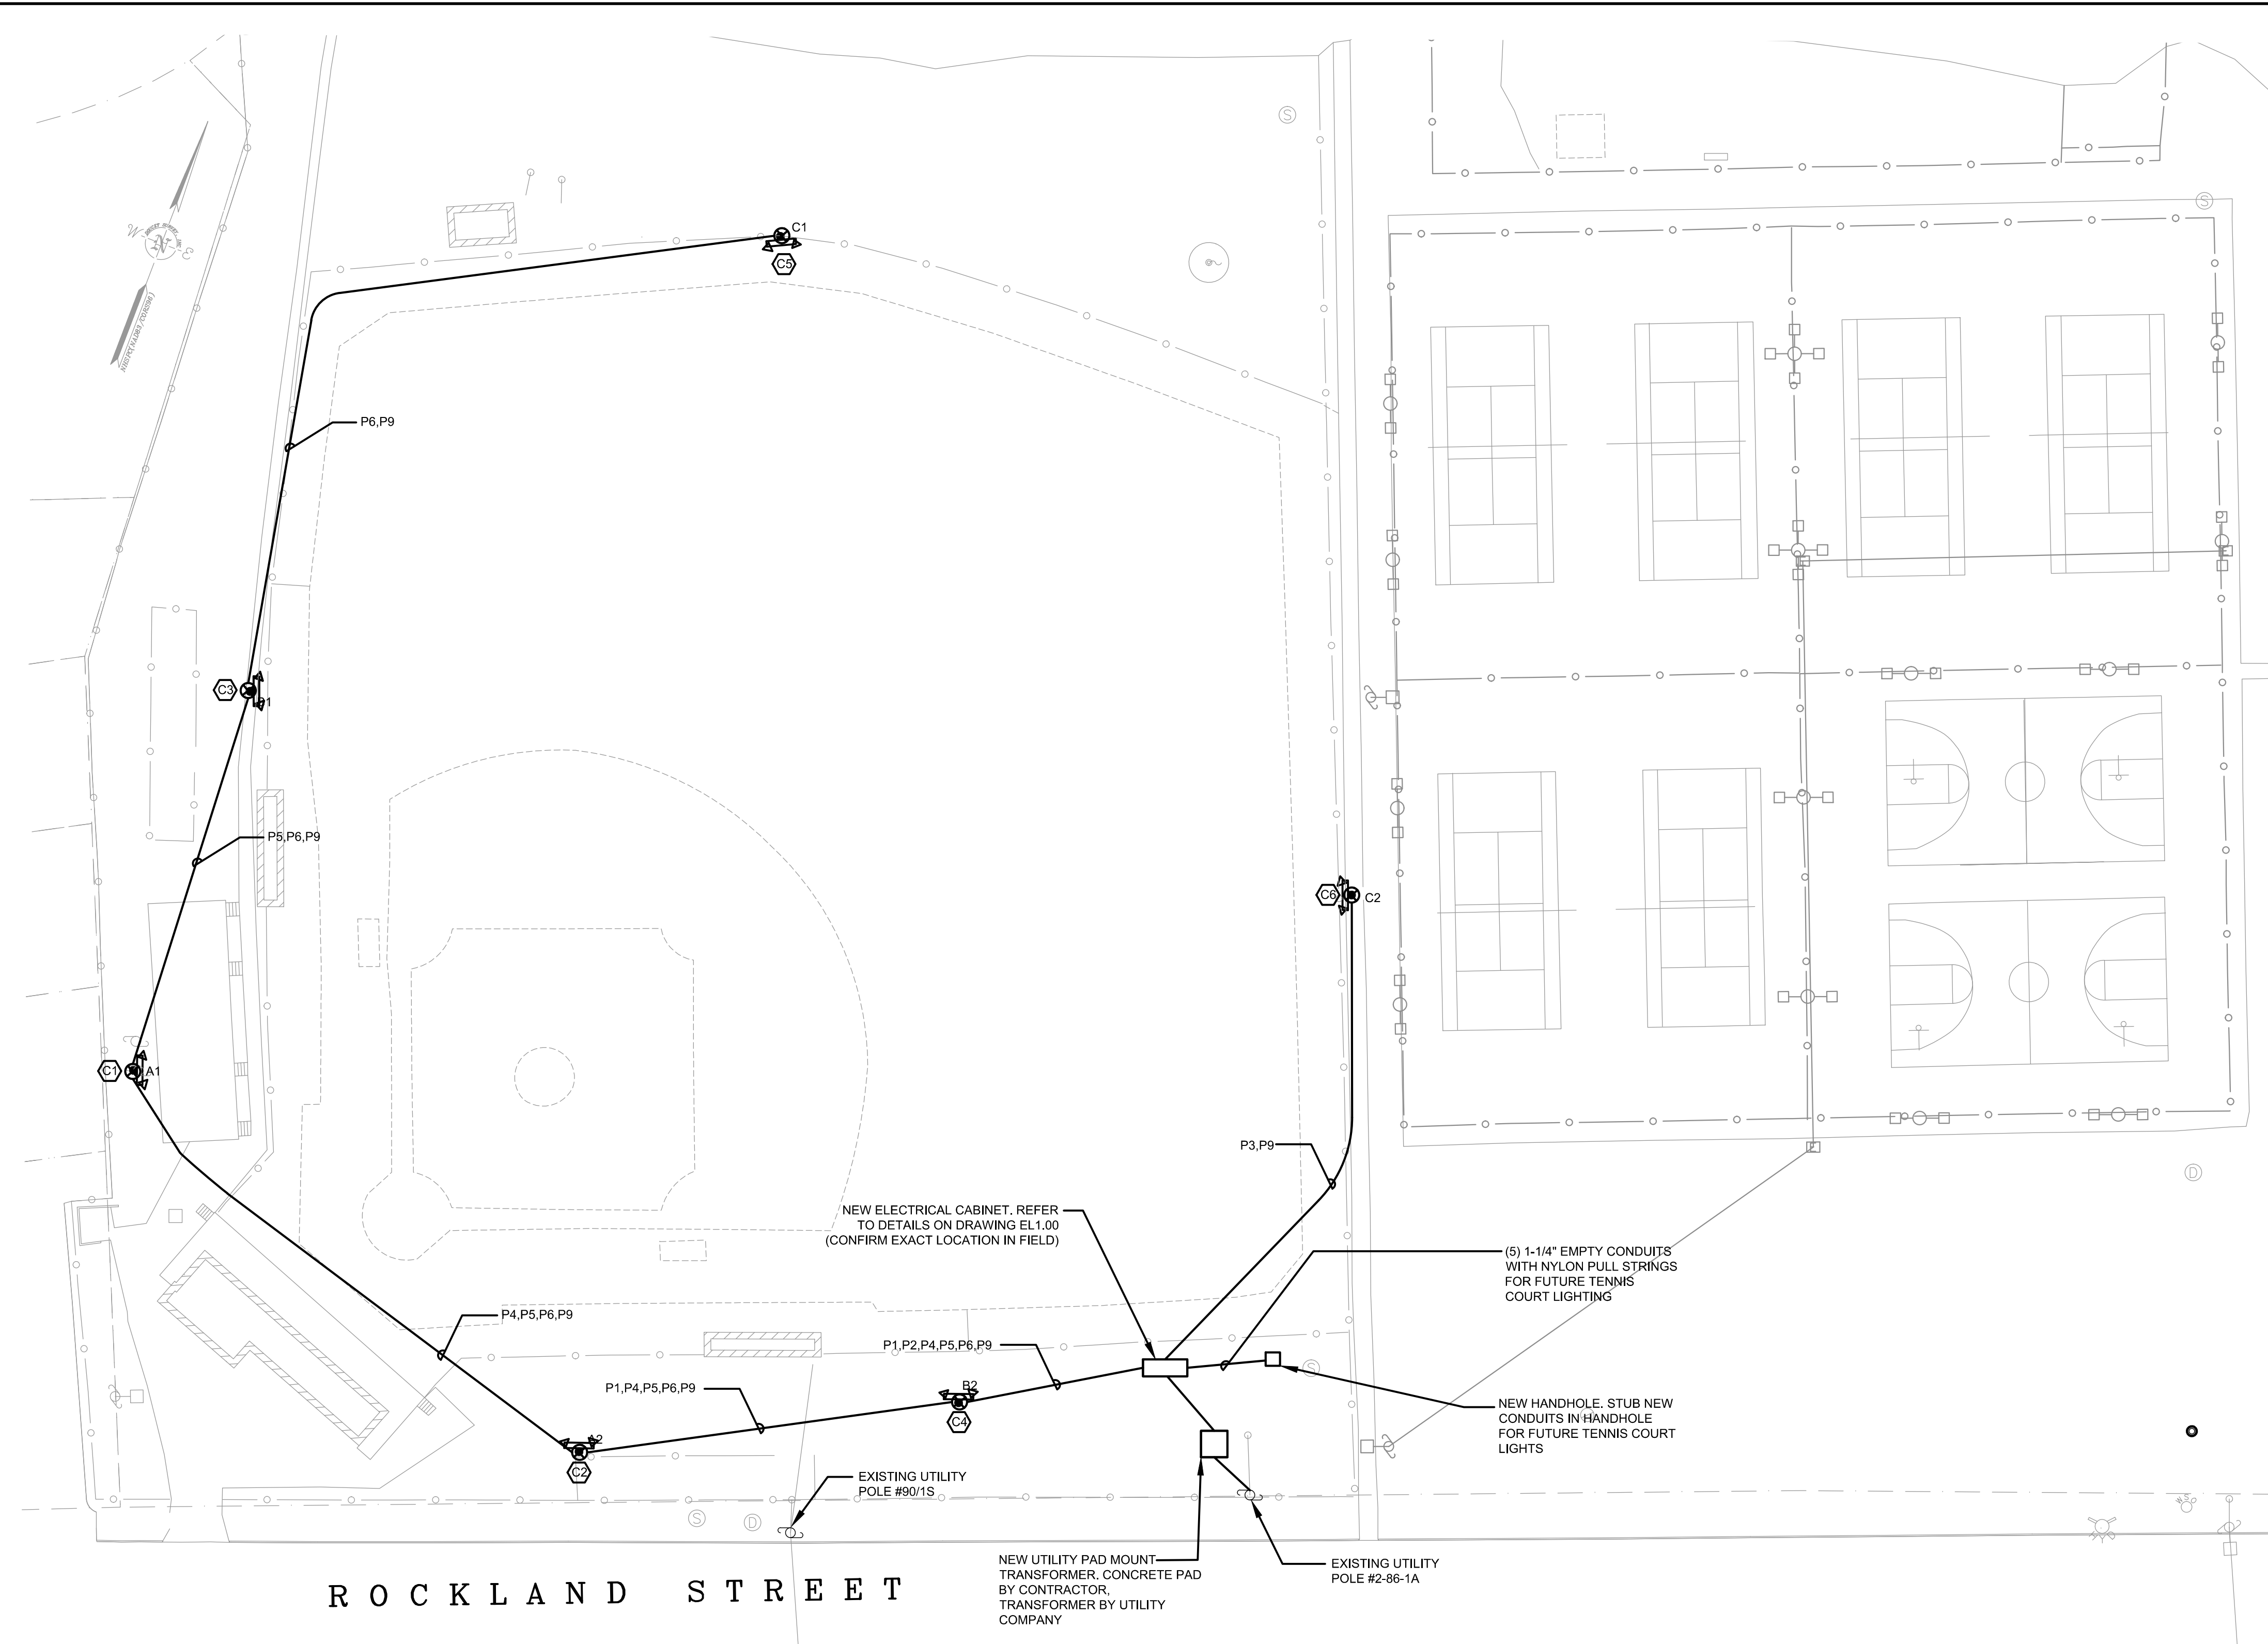 C1
C5
S
S
P6,P9
NHSPC(NAD83/CORS96)
C3
P5,P6,P9
C6
C2
C1
A1
P3,P9
D
NEW ELECTRICAL CABINET. REFER
TO DETAILS ON DRAWING EL1.00
(CONFIRM EXACT LOCATION IN FIELD)
(5) 1-1/4" EMPTY CONDUITS
WITH NYLON PULL STRINGS
FOR FUTURE TENNIS
COURT LIGHTING
P4,P5,P6,P9
P1,P2,P4,P5,P6,P9
S
P1,P4,P5,P6,P9
B2
C4
NEW HANDHOLE. STUB NEW
CONDUITS IN HANDHOLE
FOR FUTURE TENNIS COURT
LIGHTS
C2
EXISTING UTILITY
POLE #90/1S
S
D
NEW UTILITY PAD MOUNT
TRANSFORMER. CONCRETE PAD
BY CONTRACTOR,
TRANSFORMER BY UTILITY
COMPANY
EXISTING UTILITY
POLE #2-86-1A
ROCKLAND STREET